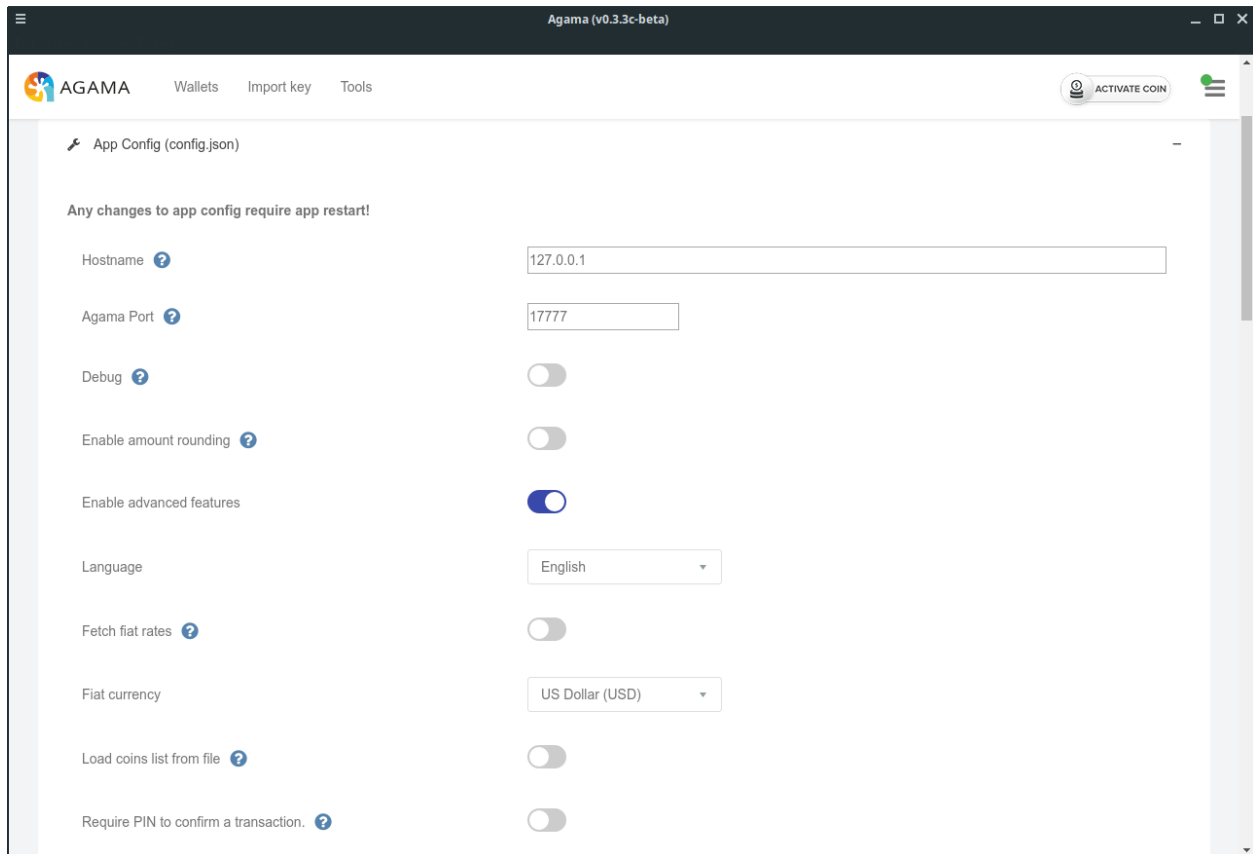 Agama (v0.3.3c-beta)
AGAMA Wallets Import key Tools ACTIVATE COIN
App Config (config.json)
Any changes to app config require app restart!
Hostname ? 127.0.0.1
Agama Port ? 17777
Debug ?
Enable amount rounding ?
Enable advanced features
Language English
Fetch fiat rates ?
Fiat currency US Dollar (USD)
Load coins list from file ?
Require PIN to confirm a transaction. ?